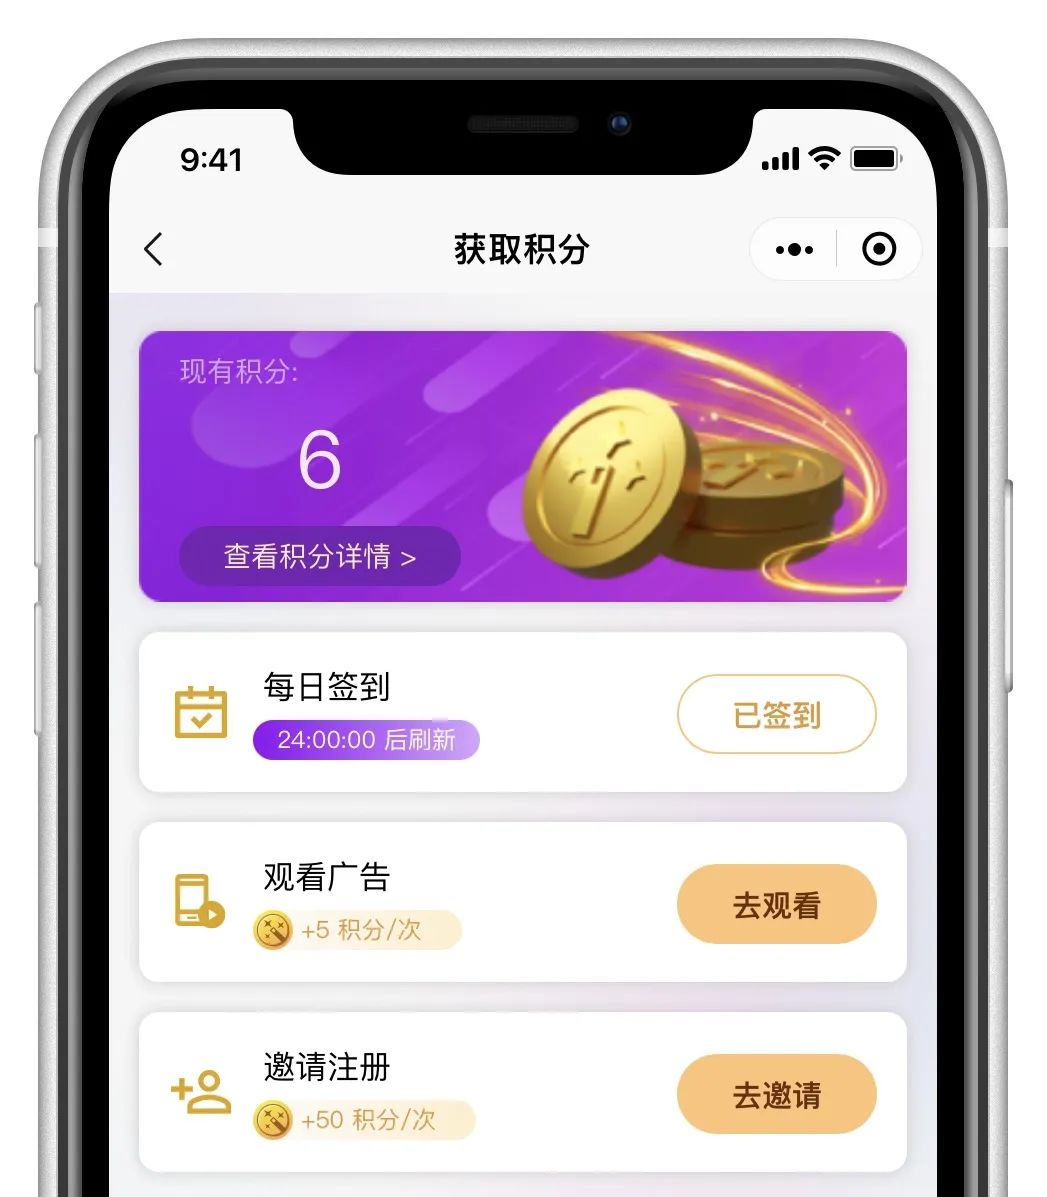 9:41
获取积分
现有积分:
6
查看积分详情 >
每日签到
24:00:00 后刷新
已签到
观看广告
+5 积分/次
去观看
邀请注册
+50 积分/次
去邀请